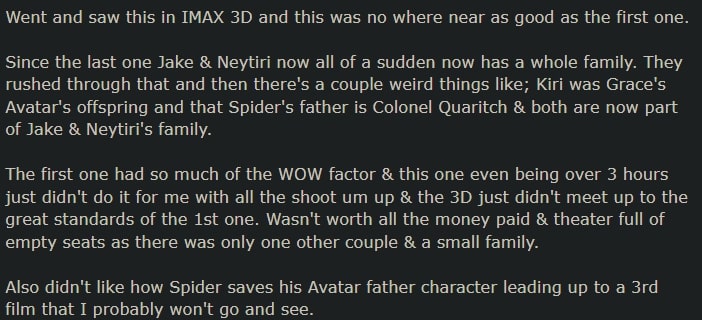 Went and saw this in IMAX 3D and this was no where near as good as the first one.
Since the last one Jake & Neytiri now all of a sudden now has a whole family. They
rushed through that and then there's a couple weird things like; Kiri was Grace's
Avatar's offspring and that Spider's father is Colonel Quaritch & both are now part
of Jake & Neytiri's family.
The first one had so much of the WOW factor & this one even being over 3 hours
just didn't do it for me with all the shoot um up & the 3D just didn't meet up to the
great standards of the 1st one. Wasn't worth all the money paid & theater full of
empty seats as there was only one other couple & a small family.
Also didn't like how Spider saves his Avatar father character leading up to a 3rd
film that I probably won't go and see.